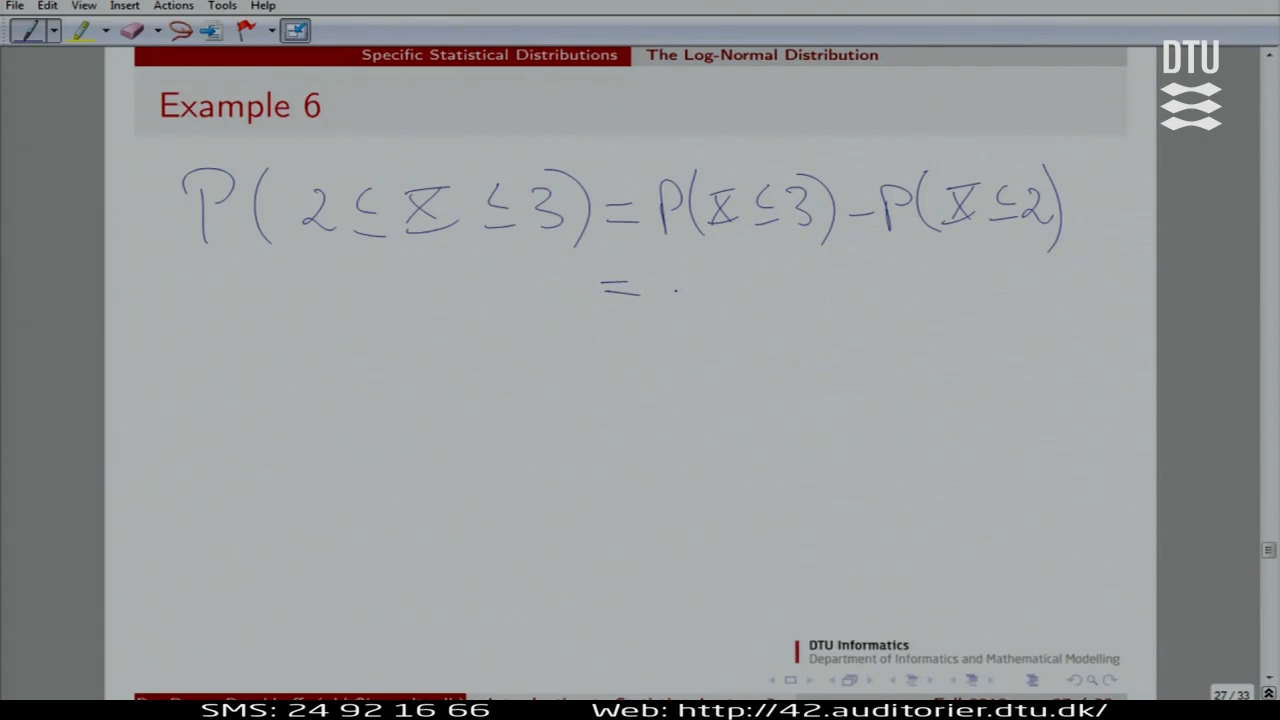 File Edit View Insert Actions Tools Help
Specific Statistical Distributions The Log-Normal Distribution
DTU
Example 6
P( 2 ≤ X ≤ 3) = P(X ≤ 3) - P(X ≤ 2)
= .
DTU Informatics
Department of Informatics and Mathematical Modelling
27 / 33
SMS: 24 92 16 66 Web: http://42.auditorier.dtu.dk/